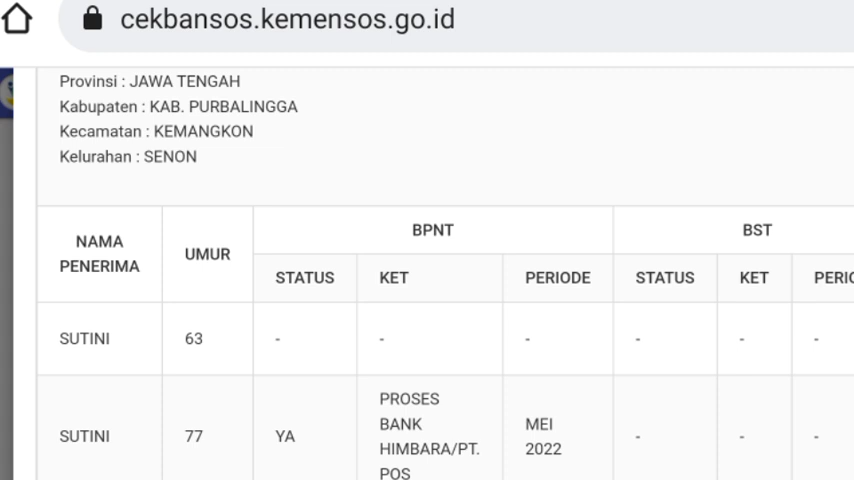 cekbansos.kemensos.go.id
Provinsi : JAWA TENGAH
Kabupaten : KAB. PURBALINGGA
Kecamatan : KEMANGKON
Kelurahan : SENON
NAMA PENERIMA UMUR BPNT BST
STATUS KET PERIODE STATUS KET PERIO
SUTINI 63 - - - - - -
SUTINI 77 YA PROSES BANK HIMBARA/PT. POS MEI 2022 - - -